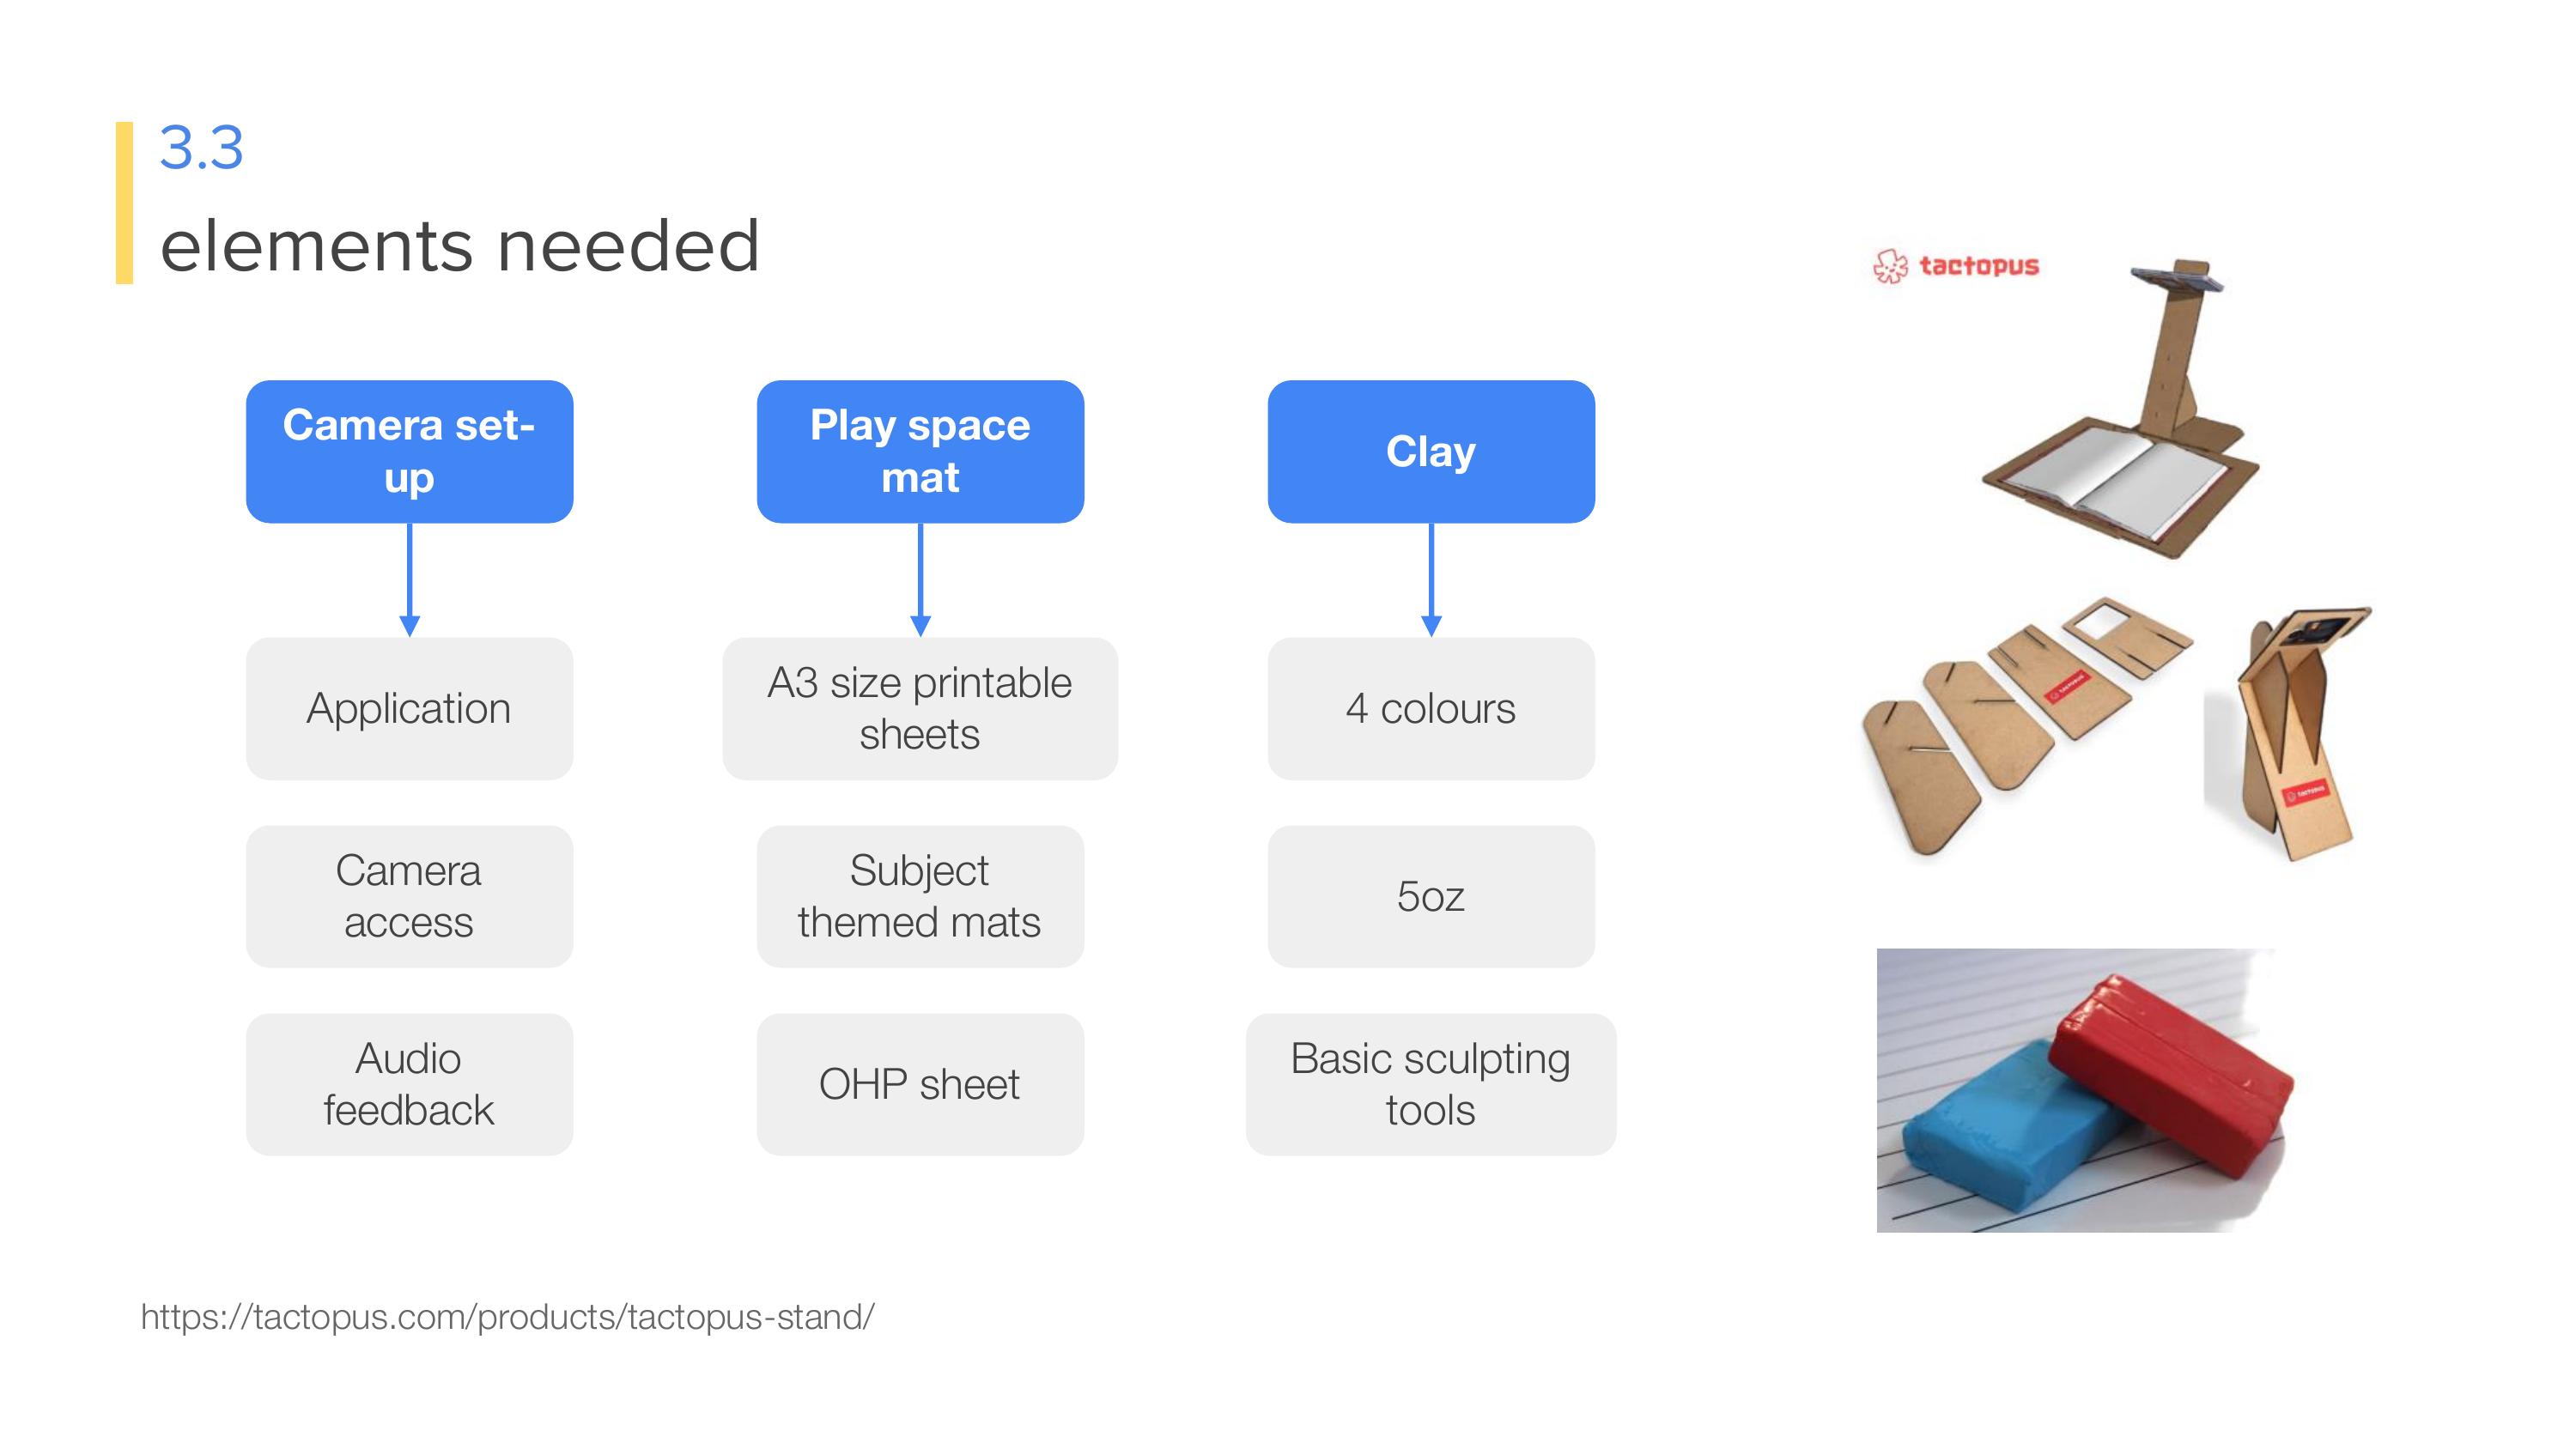 3.3
elements needed
tactopus
Camera set-
up
Play space
mat
Clay
Application
A3 size printable
sheets
4 colours
Camera
access
Subject
themed mats
5oz
Audio
feedback
OHP sheet
Basic sculpting
tools
tactopus
tactopus
https://tactopus.com/products/tactopus-stand/